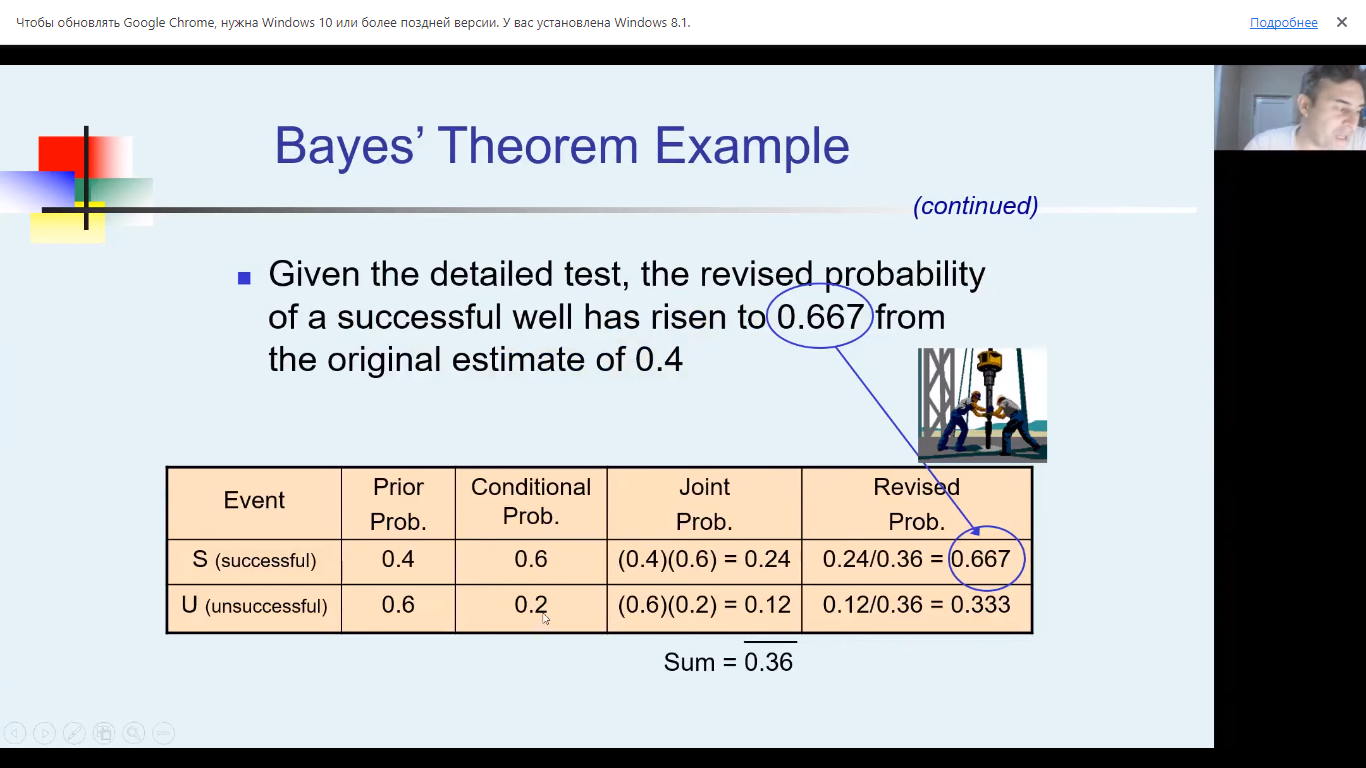 Чтобы обновлять Google Chrome, нужна Windows 10 или более поздней версии. У вас установлена Windows 8.1.
Подробнее
Bayes’ Theorem Example
(continued)
Given the detailed test, the revised probability
of a successful well has risen to 0.667 from
the original estimate of 0.4
Event
Prior
Prob.
Conditional
Prob.
Joint
Prob.
Revised
Prob.
S (successful)
0.4
0.6
(0.4)(0.6) = 0.24
0.24/0.36 = 0.667
U (unsuccessful)
0.6
0.2
(0.6)(0.2) = 0.12
0.12/0.36 = 0.333
Sum = 0.36